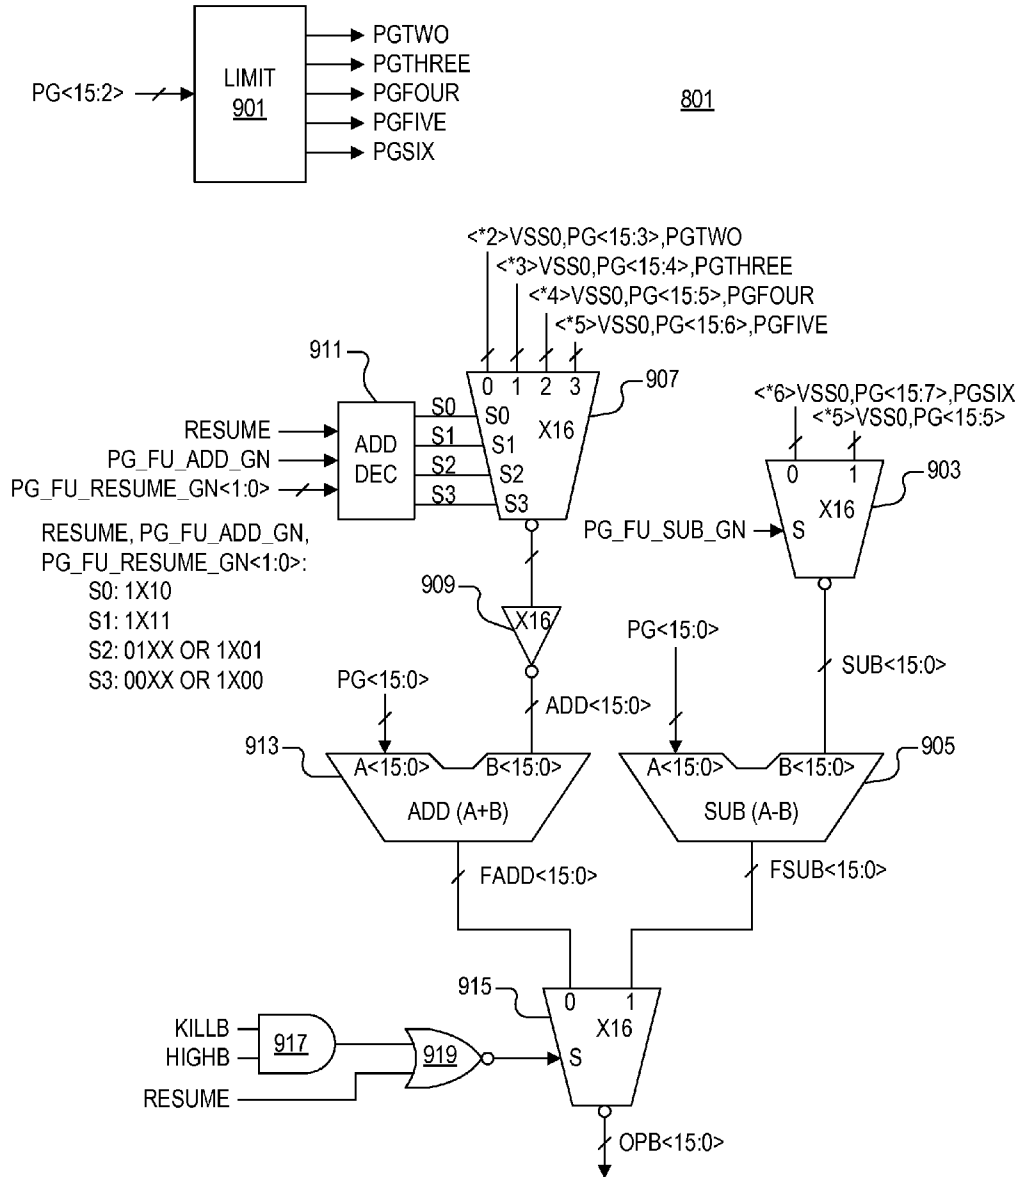 PGTWO
PGTHREE
PG<15:2>
LIMIT
901
PGFOUR
PGFIVE
PGSIX
801
<*2>VSS0,PG<15:3>,PGTWO
<*3>VSS0,PG<15:4>,PGTHREE
<*4>VSS0,PG<15:5>,PGFOUR
<*5>VSS0,PG<15:6>,PGFIVE
911
0 1 2 3
907
X16
S0 S0
S1 S1
S2 S2
S3 S3
ADD
DEC
RESUME
PG_FU_ADD_GN
PG_FU_RESUME_GN<1:0>
<*6>VSS0,PG<15:7>,PGSIX
<*5>VSS0,PG<15:5>
0 1
903
X16
PG_FU_SUB_GN
S
RESUME, PG_FU_ADD_GN,
PG_FU_RESUME_GN<1:0>:
S0: 1X10
S1: 1X11
S2: 01XX OR 1X01
S3: 00XX OR 1X00
909
X16
PG<15:0>
ADD<15:0>
PG<15:0>
SUB<15:0>
913
A<15:0> B<15:0>
ADD (A+B)
A<15:0> B<15:0>
SUB (A-B)
905
FADD<15:0>
FSUB<15:0>
915
0 1
X16
S
KILLB
HIGHB
917
919
RESUME
OPB<15:0>